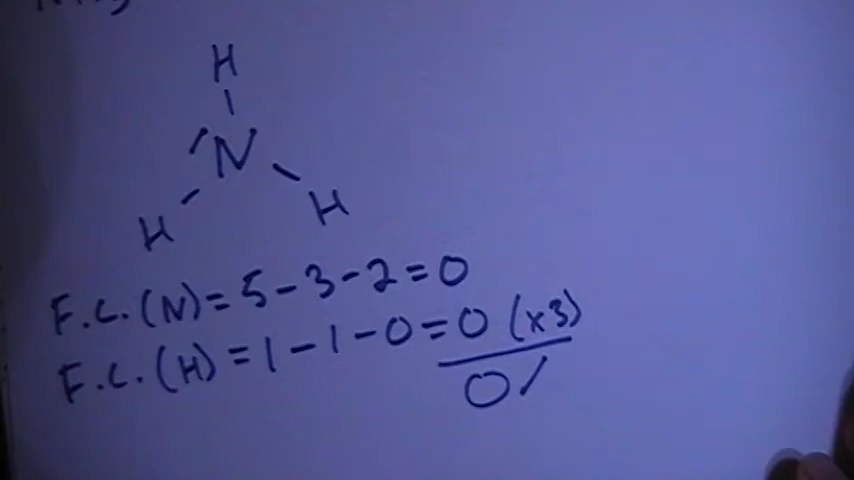 H
N
H H
F.C.(N)=5-3-2=0
F.C.(H)=1-1-0=0 (x3)
0